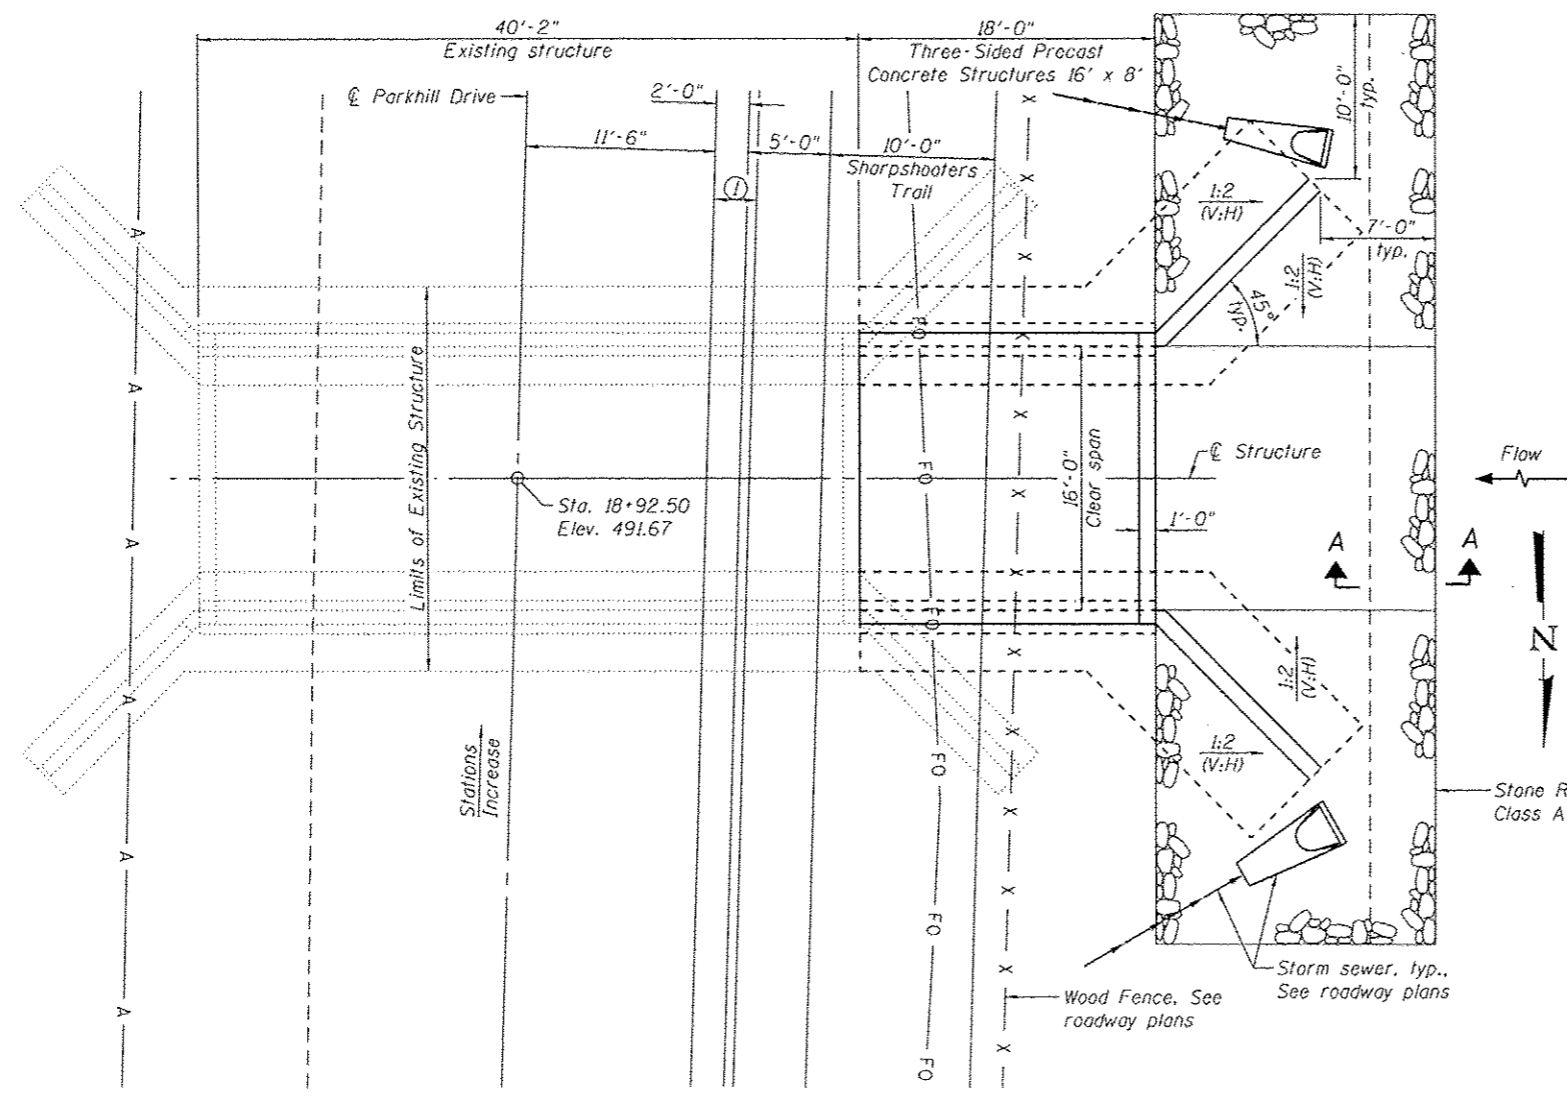 40'-2"
Existing structure
18'-0"
Three-Sided Precast
Concrete Structures 16' x 8'
℄ Parkhill Drive
2'-0"
11'-6"
5'-0"
10'-0"
Sharpshooters
Trail
1
10'-0"
typ.
1:2
(V:H)
7'-0"
typ.
1:2
(V:H)
45°
typ.
A
A
A
A
A
A
A
X
X
X
X
X
X
X
X
X
X
X
X
X
FO
FO
FO
FO
FO
FO
Limits of Existing Structure
16'-0"
Clear span
℄ Structure
Flow
Sta. 18+92.50
Elev. 491.67
1'-0"
A
A
N
1:2
(V:H)
1:2
(V:H)
Stations
Increase
Stone R
Class A
Storm sewer, typ.,
See roadway plans
Wood Fence, See
roadway plans